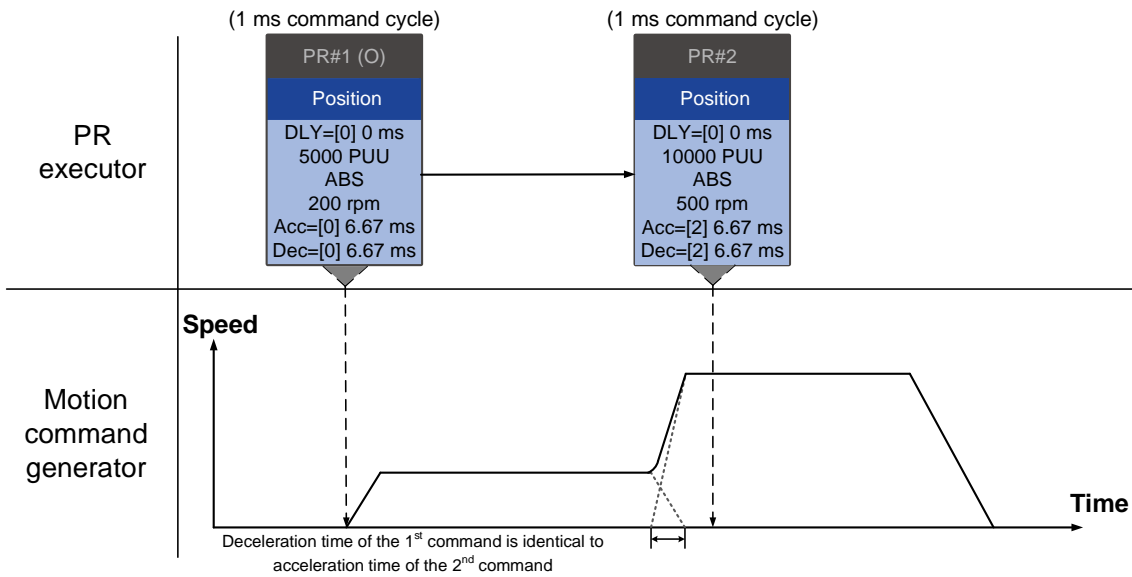 (1 ms command cycle)
(1 ms command cycle)
PR#1 (O)
PR#2
PR
executor
Position
DLY=[0] 0 ms
5000 PUU
ABS
200 rpm
Acc=[0] 6.67 ms
Dec=[0] 6.67 ms
Position
DLY=[0] 0 ms
10000 PUU
ABS
500 rpm
Acc=[2] 6.67 ms
Dec=[2] 6.67 ms
Speed
Motion
command
generator
Time
Deceleration time of the 1st command is identical to
acceleration time of the 2nd command